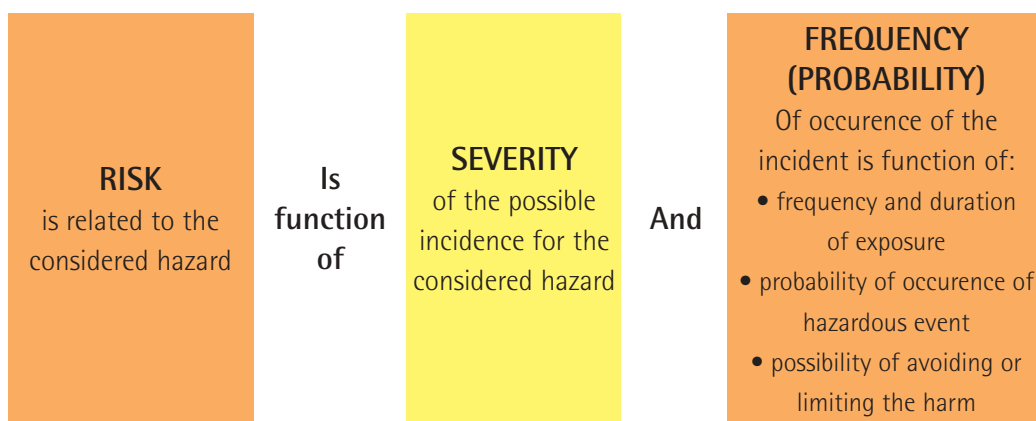 RISK
is related to the
considered hazard
Is
function
of
SEVERITY
of the possible
incidence for the
considered hazard
And
FREQUENCY
(PROBABILITY)
Of occurence of the
incident is function of:
• frequency and duration
of exposure
• probability of occurence of
hazardous event
• possibility of avoiding or
limiting the harm